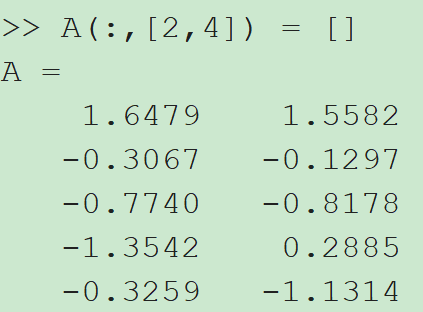 >> A(:,[2,4]) = []
A =
1.6479 1.5582
-0.3067 -0.1297
-0.7740 -0.8178
-1.3542 0.2885
-0.3259 -1.1314